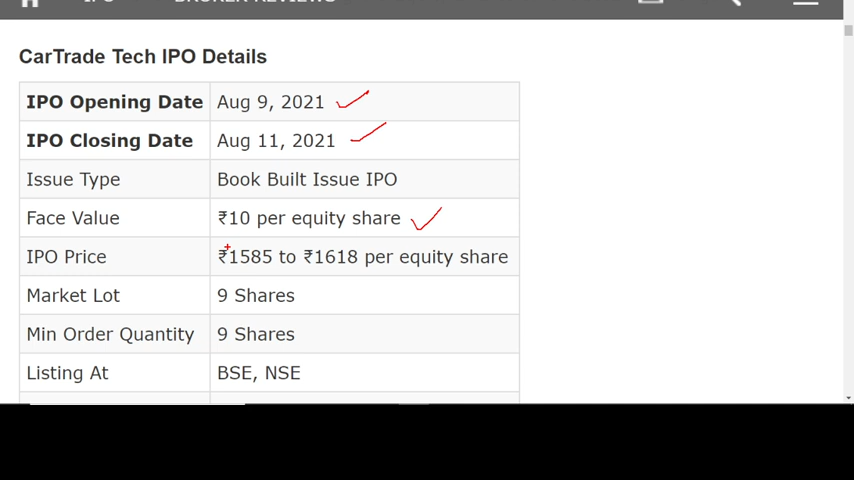 CarTrade Tech IPO Details
IPO Opening Date Aug 9, 2021
IPO Closing Date Aug 11, 2021
Issue Type Book Built Issue IPO
Face Value ₹10 per equity share
IPO Price ₹1585 to ₹1618 per equity share
Market Lot 9 Shares
Min Order Quantity 9 Shares
Listing At BSE, NSE